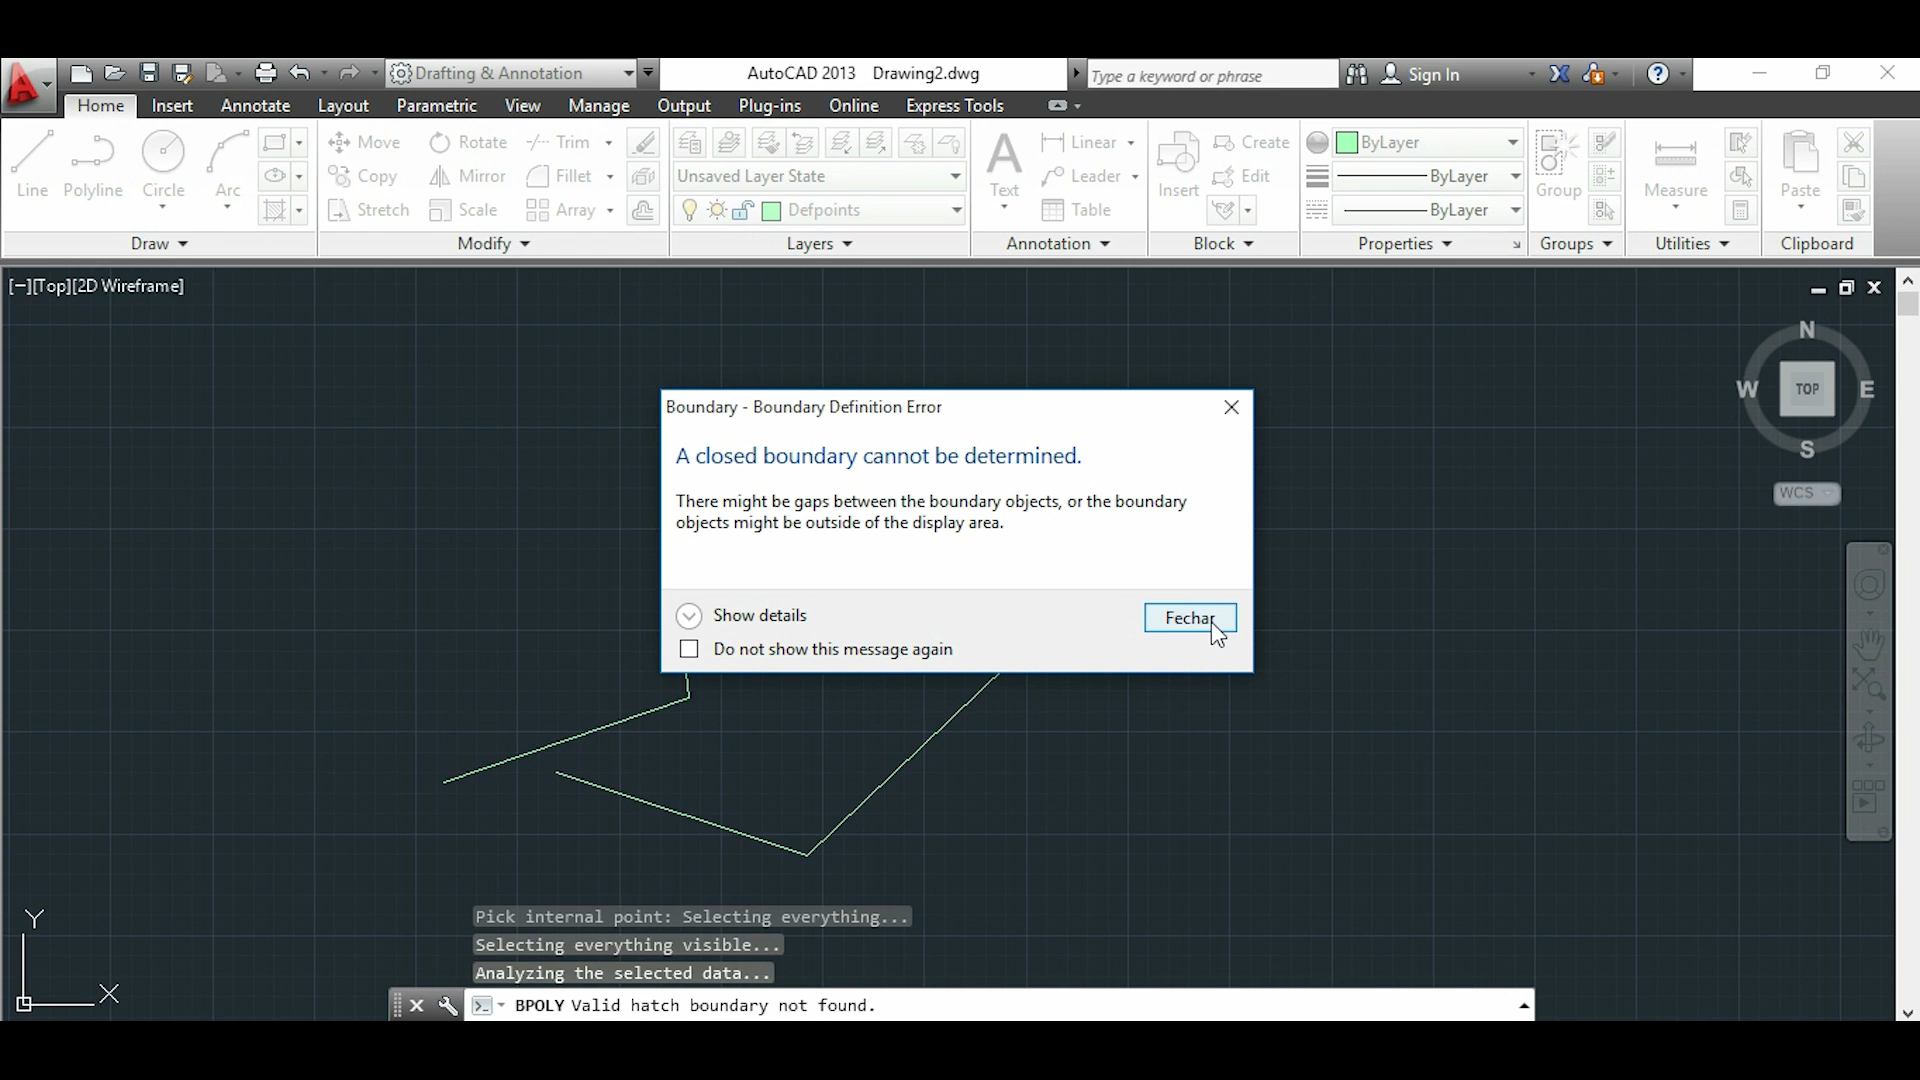 Drafting & Annotation
AutoCAD 2013 Drawing2.dwg
Type a keyword or phrase
Sign In
Home Insert Annotate Layout Parametric View Manage Output Plug-ins Online Express Tools
Line Polyline Circle Arc
Draw
Move Rotate Trim
Copy Mirror Fillet
Stretch Scale Array
Modify
Unsaved Layer State
Defpoints
Layers
Text
Linear
Leader
Table
Annotation
Insert
Create
Edit
Block
ByLayer
ByLayer
ByLayer
Properties
Group
Groups
Measure
Utilities
Paste
Clipboard
[−][Top][2D Wireframe]
N
W TOP E
S
WCS
Boundary - Boundary Definition Error
A closed boundary cannot be determined.
There might be gaps between the boundary objects, or the boundary
objects might be outside of the display area.
Show details
Fechar
Do not show this message again
Y
X
Pick internal point: Selecting everything...
Selecting everything visible...
Analyzing the selected data...
BPOLY Valid hatch boundary not found.